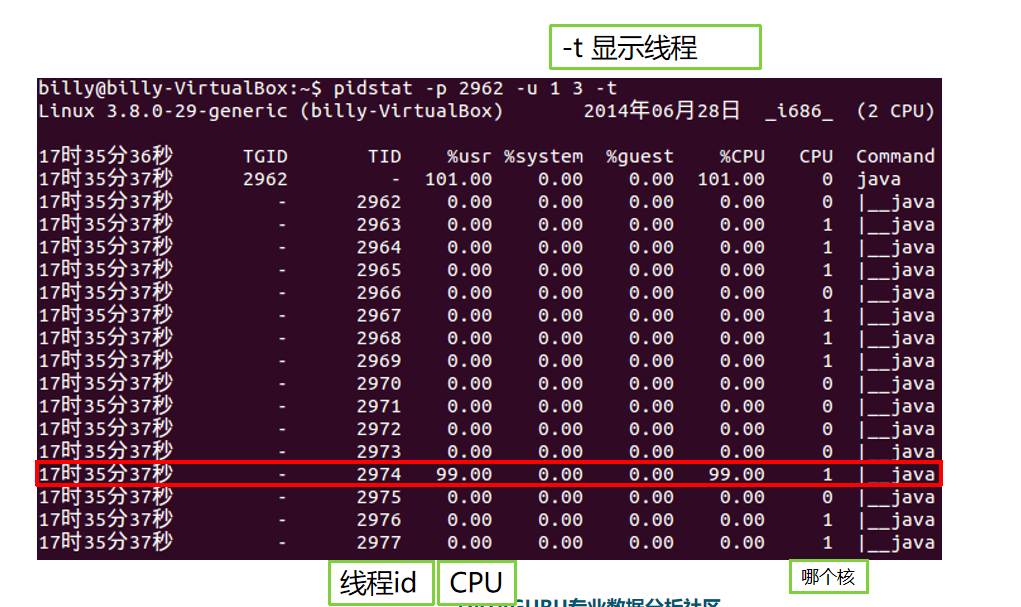 -t 显示线程
billy@billy-VirtualBox:~$ pidstat -p 2962 -u 1 3 -t
Linux 3.8.0-29-generic (billy-VirtualBox) 2014年06月28日 _i686_ (2 CPU)
17时35分36秒 TGID TID %usr %system %guest %CPU CPU Command
17时35分37秒 2962 - 101.00 0.00 0.00 101.00 0 java
17时35分37秒 - 2962 0.00 0.00 0.00 0.00 0 |__java
17时35分37秒 - 2963 0.00 0.00 0.00 0.00 1 |__java
17时35分37秒 - 2964 0.00 0.00 0.00 0.00 1 |__java
17时35分37秒 - 2965 0.00 0.00 0.00 0.00 1 |__java
17时35分37秒 - 2966 0.00 0.00 0.00 0.00 0 |__java
17时35分37秒 - 2967 0.00 0.00 0.00 0.00 1 |__java
17时35分37秒 - 2968 0.00 0.00 0.00 0.00 1 |__java
17时35分37秒 - 2969 0.00 0.00 0.00 0.00 1 |__java
17时35分37秒 - 2970 0.00 0.00 0.00 0.00 0 |__java
17时35分37秒 - 2971 0.00 0.00 0.00 0.00 0 |__java
17时35分37秒 - 2972 0.00 0.00 0.00 0.00 0 |__java
17时35分37秒 - 2973 0.00 0.00 0.00 0.00 0 |__java
17时35分37秒 - 2974 99.00 0.00 0.00 99.00 1 |__java
17时35分37秒 - 2975 0.00 0.00 0.00 0.00 0 |__java
17时35分37秒 - 2976 0.00 0.00 0.00 0.00 1 |__java
17时35分37秒 - 2977 0.00 0.00 0.00 0.00 1 |__java
线程id CPU 哪个核
专业数据分析社区